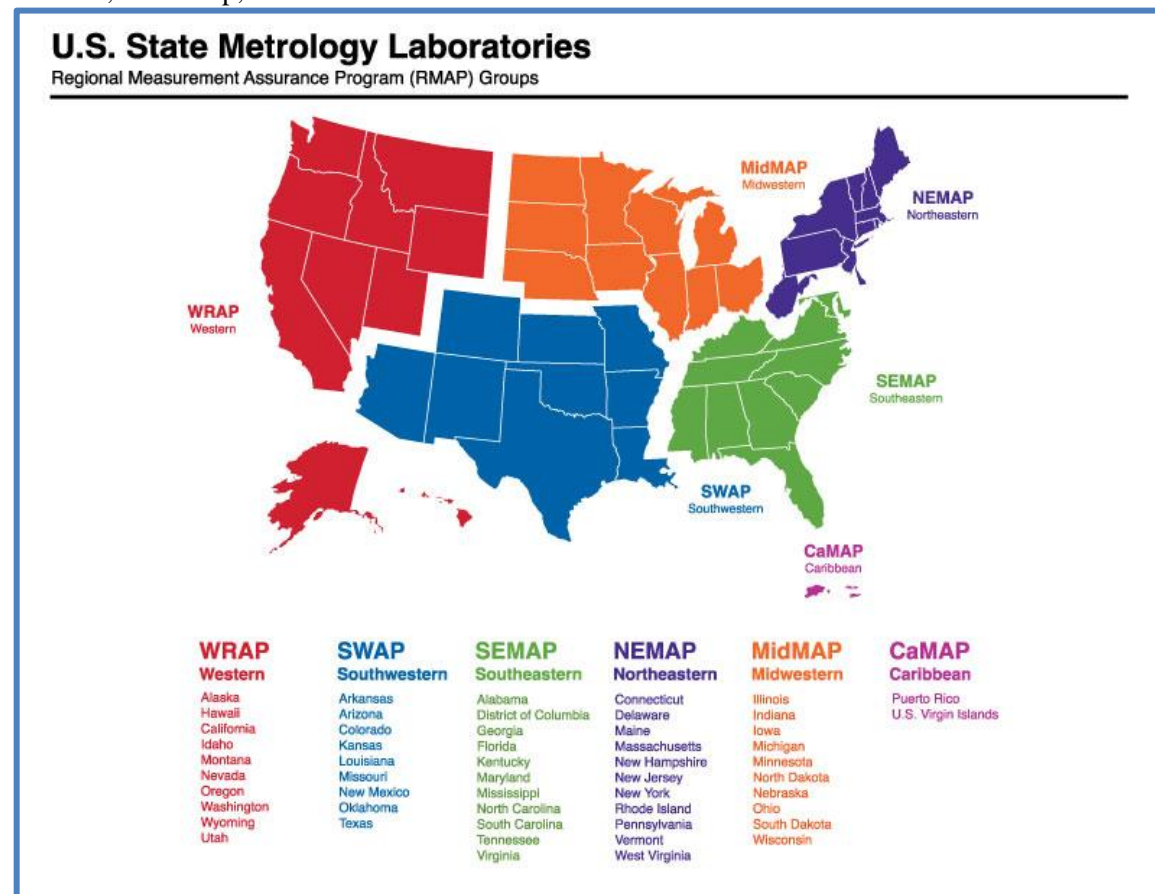 U.S. State Metrology Laboratories
Regional Measurement Assurance Program (RMAP) Groups
MidMAP
Midwestern
NEMAP
Northeastern
WRAP
Western
SEMAP
Southeastern
SWAP
Southwestern
CaMAP
Caribbean
WRAP
Western
Alaska
Hawaii
California
Idaho
Montana
Nevada
Oregon
Washington
Wyoming
Utah
SWAP
Southwestern
Arkansas
Arizona
Colorado
Kansas
Louisiana
Missouri
New Mexico
Oklahoma
Texas
SEMAP
Southeastern
Alabama
District of Columbia
Georgia
Florida
Kentucky
Maryland
Mississippi
North Carolina
South Carolina
Tennessee
Virginia
NEMAP
Northeastern
Connecticut
Delaware
Maine
Massachusetts
New Hampshire
New Jersey
New York
Rhode Island
Pennsylvania
Vermont
West Virginia
MidMAP
Midwestern
Illinois
Indiana
Iowa
Michigan
Minnesota
North Dakota
Nebraska
Ohio
South Dakota
Wisconsin
CaMAP
Caribbean
Puerto Rico
U.S. Virgin Islands